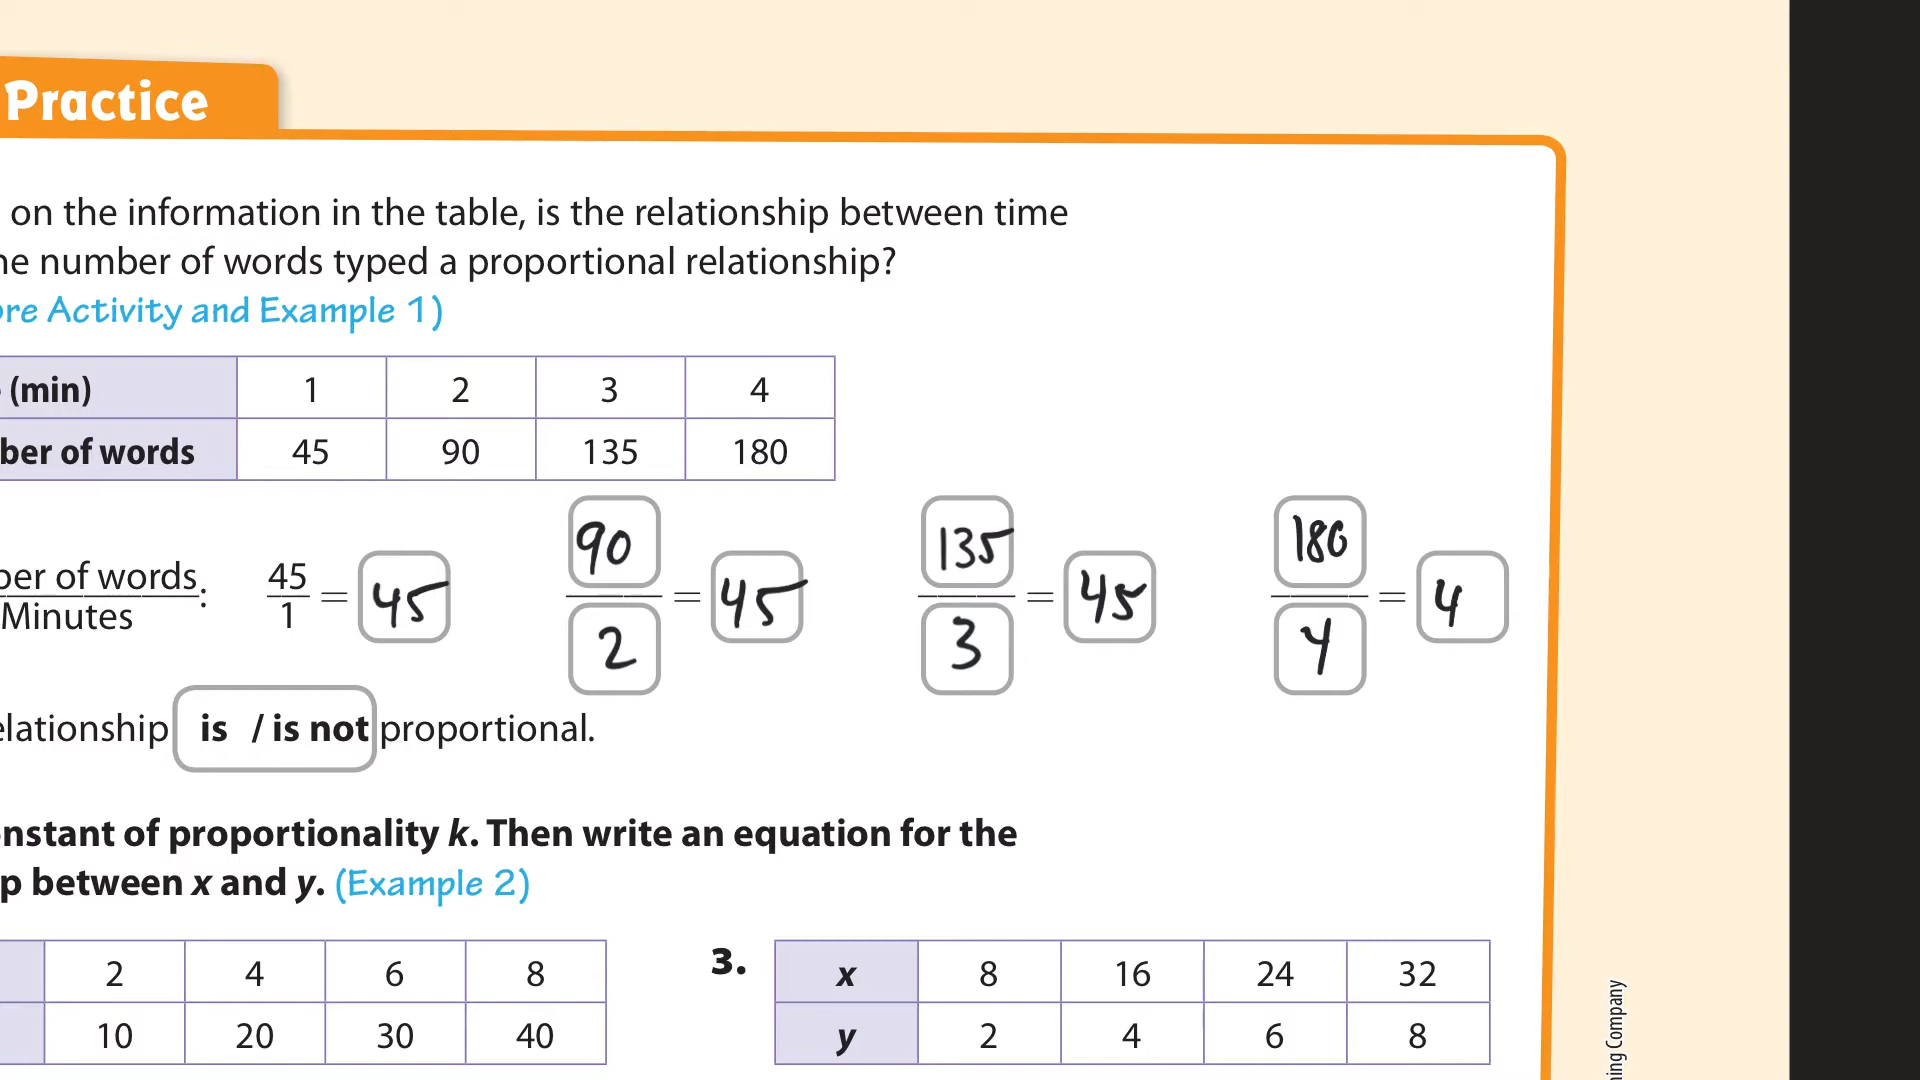 Practice
on the information in the table, is the relationship between time
he number of words typed a proportional relationship?
ore Activity and Example 1)
(min) 1 2 3 4
ber of words 45 90 135 180
ber of words / Minutes : 45/1 = 45 90/2 = 45 135/3 = 45 180/4 = 4
elationship is / is not proportional.
onstant of proportionality k. Then write an equation for the
p between x and y. (Example 2)
2 4 6 8
10 20 30 40
3. x 8 16 24 32
y 2 4 6 8
ning Company